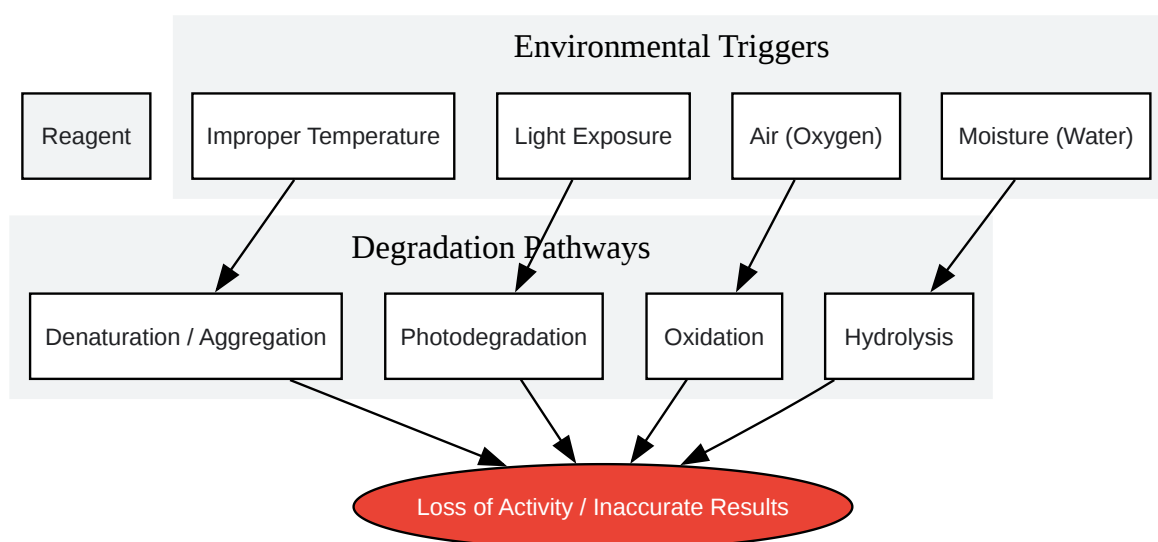 Environmental Triggers
Reagent
Improper Temperature
Light Exposure
Air (Oxygen)
Moisture (Water)
Degradation Pathways
Denaturation / Aggregation
Photodegradation
Oxidation
Hydrolysis
Loss of Activity / Inaccurate Results